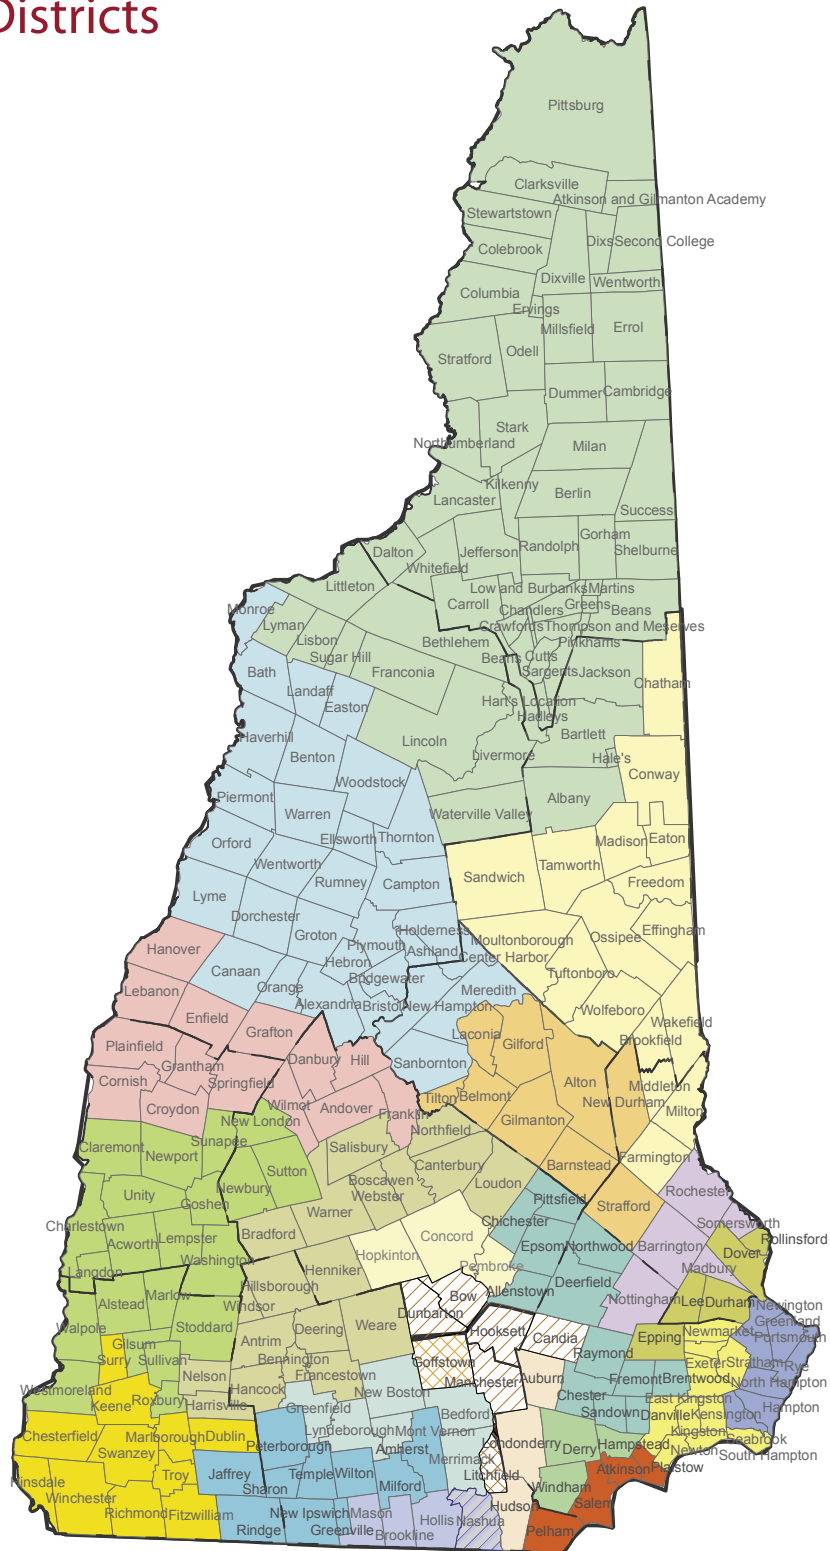 Districts
Pittsburg
Clarksville
Atkinson and Gilmanton Academy
Stewartstown
Dixs Second College
Colebrook
Dixville
Wentworth
Columbia
Ervings
Millsfield
Errol
Odell
Stratford
Dummer
Cambridge
Stark
Northumberland
Milan
Kilkenny
Berlin
Lancaster
Success
Gorham
Dalton
Jefferson
Randolph
Shelburne
Whitefield
Littleton
Low and Burbanks
Martins
Carroll
Greens
Chandlers
Beans
Monroe
Lyman
Crawfords
Thompson and Meserves
Lisbon
Bethlehem
Pinkhams
Sugar Hill
Beans
Cutts
Bath
Franconia
Sargents
Jackson
Chatham
Landaff
Easton
Hart's Location
Hadleys
Haverhill
Lincoln
Bartlett
Benton
Livermore
Hale's
Conway
Woodstock
Piermont
Albany
Warren
Waterville Valley
Ellsworth
Thornton
Madison
Eaton
Orford
Wentworth
Tamworth
Rumney
Campton
Sandwich
Freedom
Lyme
Dorchester
Holderness
Effingham
Groton
Plymouth
Ashland
Moultonborough
Ossipee
Hanover
Hebron
Center Harbor
Canaan
Bridgewater
Tuftonboro
Lebanon
Orange
Alexandria
Bristol
New Hampton
Meredith
Enfield
Wolfeboro
Grafton
Laconia
Wakefield
Plainfield
Gilford
Brookfield
Grantham
Danbury
Hill
Sanbornton
Cornish
Springfield
Alton
Middleton
Croydon
Wilmot
Andover
Franklin
Tilton
Belmont
New Durham
Milton
New London
Gilmanton
Northfield
Claremont
Sunapee
Salisbury
Newport
Canterbury
Barnstead
Farmington
Sutton
Boscawen
Loudon
Unity
Newbury
Webster
Rochester
Goshen
Pittsfield
Strafford
Charlestown
Warner
Chichester
Somersworth
Acworth
Lempster
Bradford
Concord
Rollinsford
Hopkinton
Epsom
Northwood
Barrington
Dover
Washington
Pembroke
Madbury
Langdon
Henniker
Hillsborough
Allenstown
Deerfield
Marlow
Bow
Nottingham
Lee
Durham
Newington
Alstead
Windsor
Dunbarton
Greenland
Walpole
Stoddard
Deering
Weare
Hooksett
Candia
Epping
Newmarket
Portsmouth
Gilsum
Antrim
Raymond
Surry
Sullivan
Bennington
Goffstown
Exeter
Stratham
Rye
Nelson
Francestown
Manchester
Auburn
Fremont
Brentwood
North Hampton
Westmoreland
Roxbury
Hancock
New Boston
Chester
Keene
Harrisville
Greenfield
East Kingston
Hampton
Bedford
Sandown
Danville
Kensington
Chesterfield
Marlborough
Dublin
Lyndeborough
Mont Vernon
Kingston
Seabrook
Swanzey
Peterborough
Amherst
Londonderry
Derry
Hampstead
Newton
South Hampton
Merrimack
Atkinson
Plaistow
Hinsdale
Troy
Jaffrey
Temple
Wilton
Litchfield
Sharon
Milford
Windham
Winchester
Salem
Hudson
Richmond
Fitzwilliam
New Ipswich
Mason
Hollis
Nashua
Rindge
Greenville
Brookline
Pelham